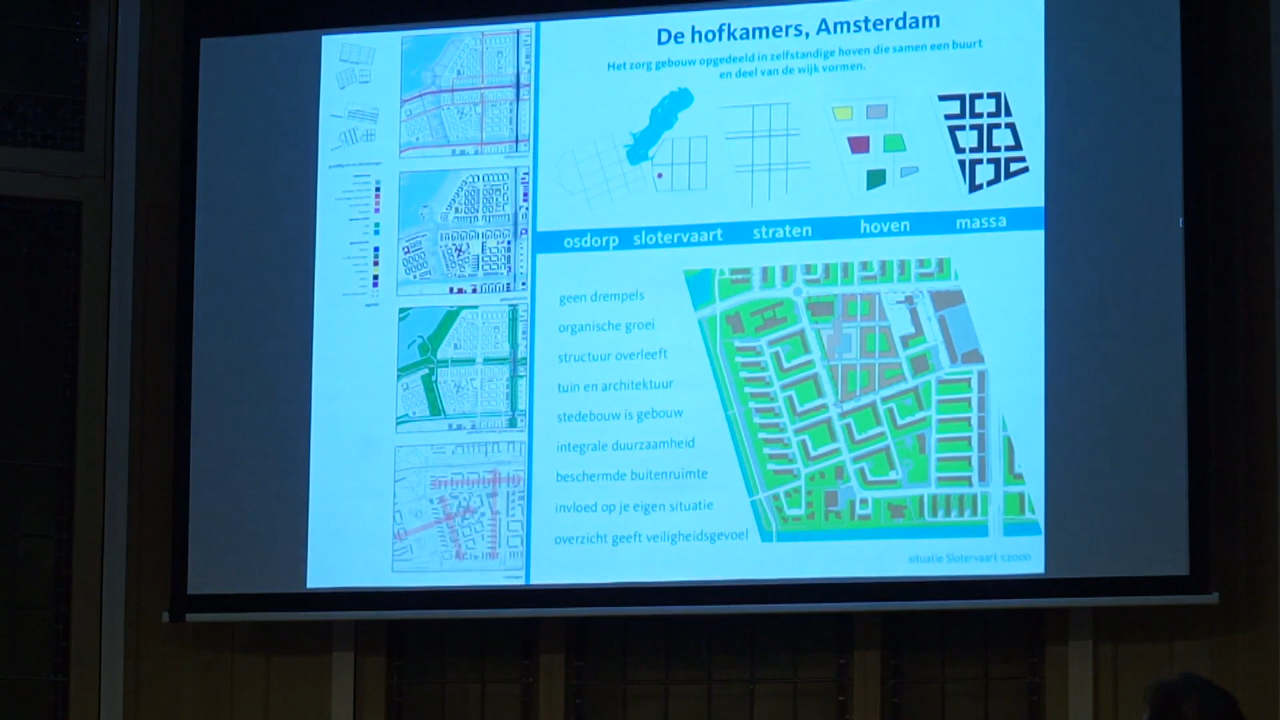 De hofkamers, Amsterdam
Het zorg gebouw opgedeeld in zelfstandige hoven die samen een buurt
en deel van de wijk vormen.
osdorp slotervaart straten hoven massa
geen drempels
organische groei
structuur overleeft
tuin en architektuur
stedebouw is gebouw
integrale duurzaamheid
beschermde buitenruimte
invloed op je eigen situatie
overzicht geeft veiligheidsgevoel
situatie Slotervaart 1:2000